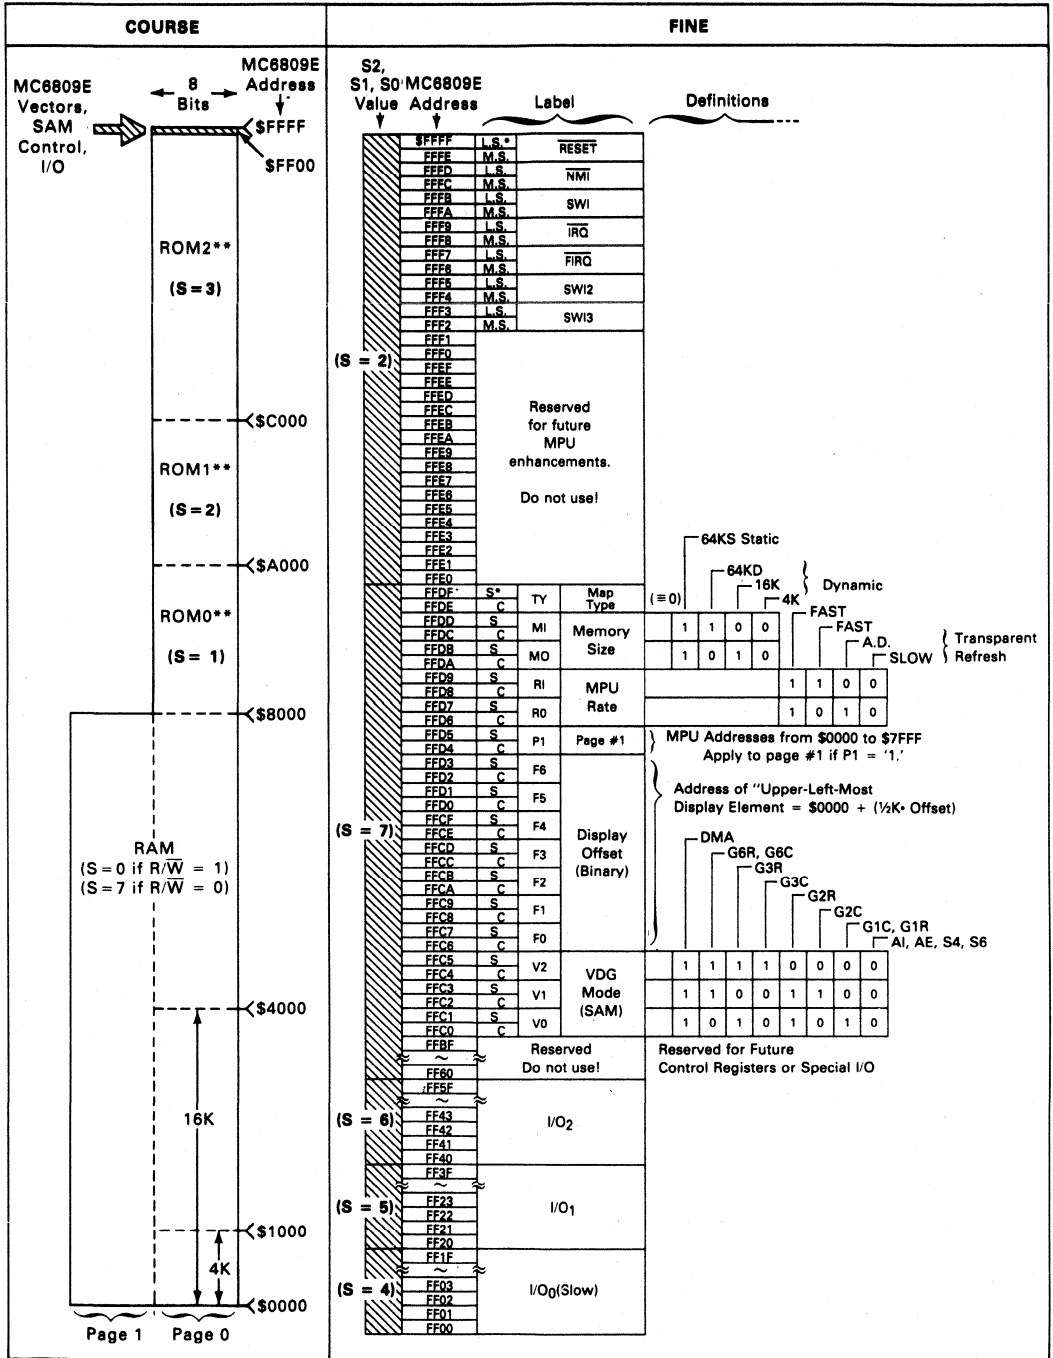 COURSE
MC6809E
Vectors,
SAM
Control,
I/O
8
Bits
MC6809E
Address
$FFFF
$FF00
ROM2**
(S=3)
$C000
ROM1**
(S=2)
$A000
ROM0**
(S=1)
$8000
RAM
(S=0 if R/W̅ = 1)
(S=7 if R/W̅ = 0)
$4000
16K
$1000
4K
$0000
Page 1 Page 0
FINE
S2,
S1, S0 MC6809E
Value Address Label Definitions
$FFFF L.S.* R̅E̅S̅E̅T̅
FFFE M.S.
FFFD L.S. N̅M̅I̅
FFFC M.S.
FFFB L.S. SWI
FFFA M.S.
FFF9 L.S. I̅R̅Q̅
FFF8 M.S.
FFF7 L.S. F̅I̅R̅Q̅
FFF6 M.S.
FFF5 L.S. SWI2
FFF4 M.S.
FFF3 L.S. SWI3
FFF2 M.S.
FFF1
(S = 2)
FFF0
FFEF
FFEE
FFED
FFEC
FFEB
FFEA
FFE9
FFE8
FFE7
FFE6
FFE5
FFE4
FFE3
FFE2
FFE1
FFE0
Reserved
for future
MPU
enhancements.
Do not use!
64KS Static
64KD
16K
4K
Dynamic
FFDF S* TY Map
FFDE C Type
(≡0)
FFDD S MI Memory 1 1 0 0
FFDC C Size
FFDB S MO 1 0 1 0
FFDA C
FAST
FAST
A.D.
SLOW
Transparent
Refresh
FFD9 S RI MPU 1 1 0 0
FFD8 C Rate
FFD7 S R0 1 0 1 0
FFD6 C
FFD5 S P1 Page #1
FFD4 C
MPU Addresses from $0000 to $7FFF
Apply to page #1 if P1 = '1.'
FFD3 S F6
FFD2 C
FFD1 S F5
FFD0 C
FFCF S F4
FFCE C
(S = 7)
FFCD S F3
FFCC C
FFCB S F2
FFCA C
FFC9 S F1
FFC8 C
FFC7 S F0
FFC6 C
Display
Offset
(Binary)
Address of "Upper-Left-Most
Display Element = $0000 + (½K• Offset)
DMA
G6R, G6C
G3R
G3C
G2R
G2C
G1C, G1R
AI, AE, S4, S6
FFC5 S V2 1 1 1 1 0 0 0 0
FFC4 C
FFC3 S V1 1 1 0 0 1 1 0 0
FFC2 C
FFC1 S V0 1 0 1 0 1 0 1 0
FFC0 C
VDG
Mode
(SAM)
FFBF
~
FF60
Reserved
Do not use!
Reserved for Future
Control Registers or Special I/O
FF5F
~
(S = 6)
FF43
FF42
FF41
FF40
I/O2
FF3F
~
(S = 5)
FF23
FF22
FF21
FF20
I/O1
FF1F
~
(S = 4)
FF03
FF02
FF01
FF00
I/O0(Slow)